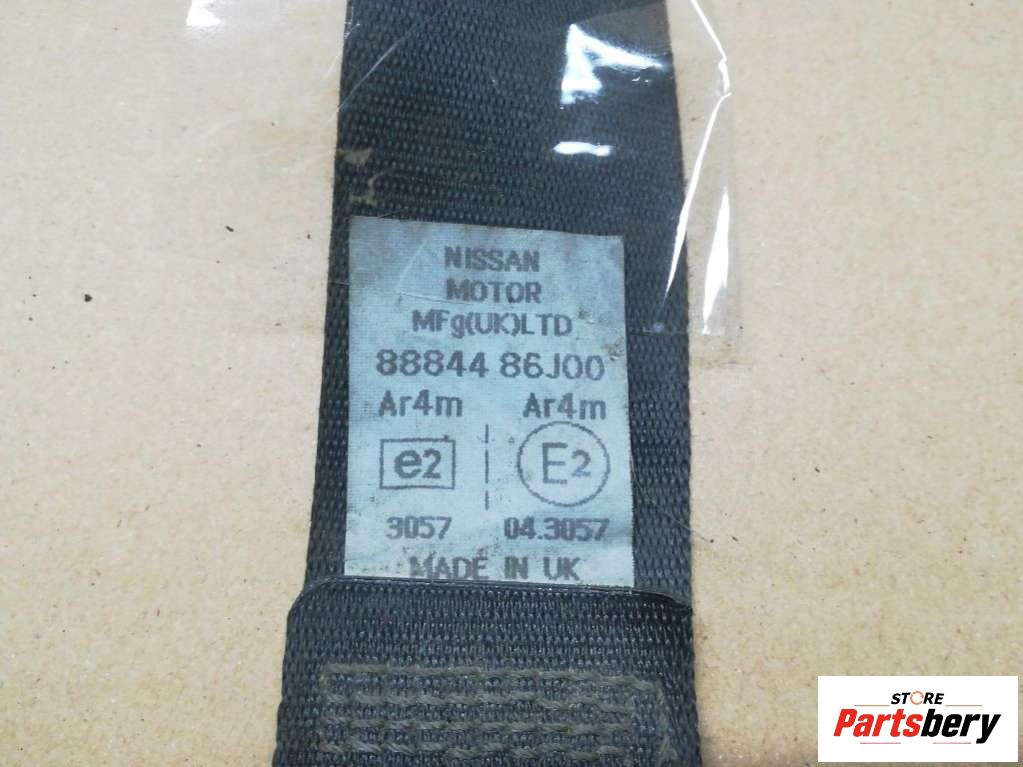 NISSAN
MOTOR
MFg(UK)LTD
88844 86J00
Ar4m Ar4m
e2 E2
3057 04.3057
MADE IN UK
STORE
Partsbery